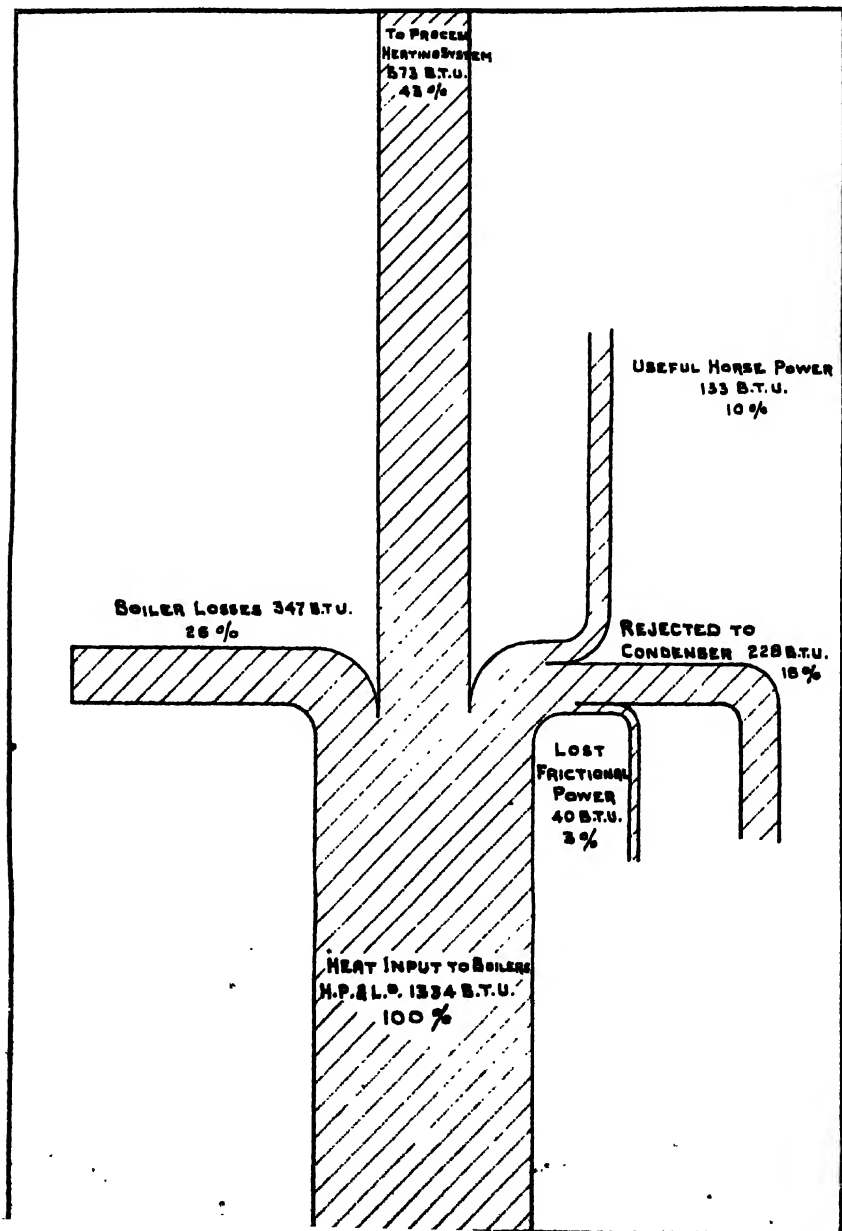 TO PROCESS
HEATING SYSTEM
573 B.T.U.
43 %
USEFUL HORSE POWER
133 B.T.U.
10 %
BOILER LOSSES 347 B.T.U.
26 %
REJECTED TO
CONDENSER 228 B.T.U.
18 %
LOST
FRICTIONAL
POWER
40 B.T.U.
3 %
HEAT INPUT TO BOILERS
H.P. & L.P. 1334 B.T.U.
100 %